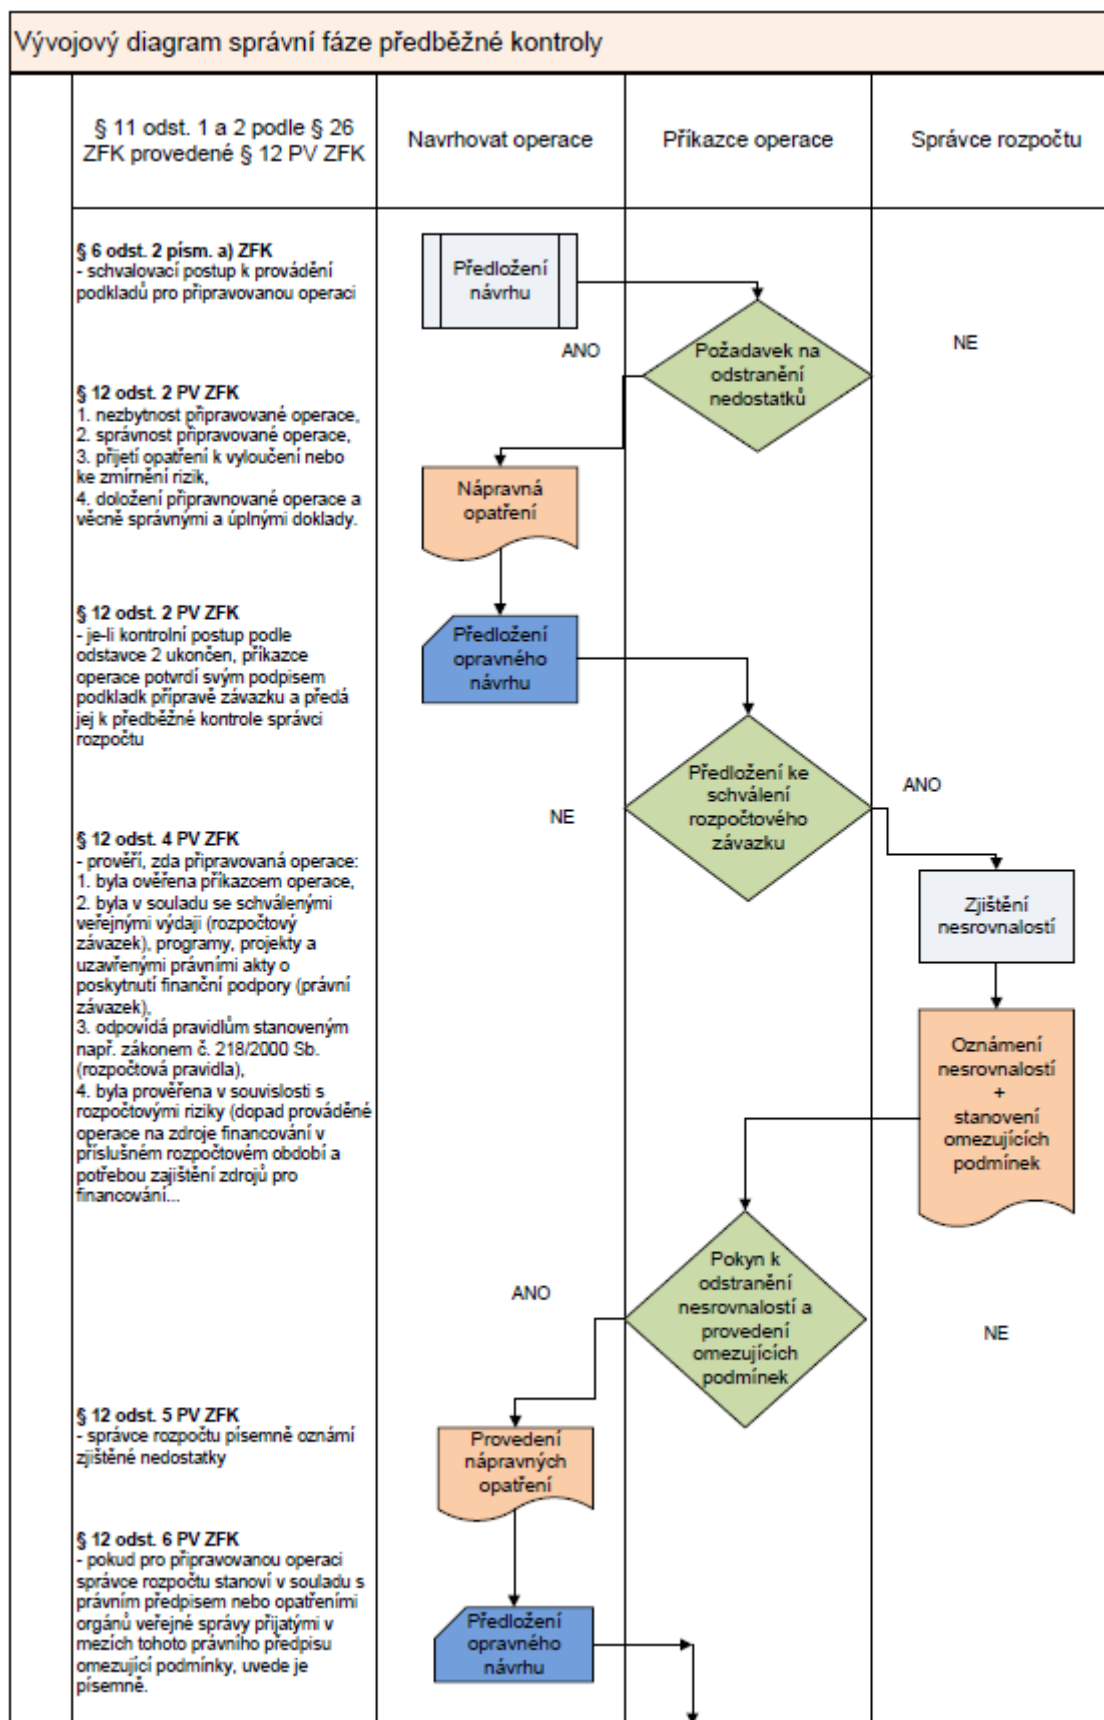 Vývojový diagram správní fáze předběžné kontroly
§ 11 odst. 1 a 2 podle § 26
ZFK provedené § 12 PV ZFK
Navrhovat operace
Příkazce operace
Správce rozpočtu
§ 6 odst. 2 písm. a) ZFK
- schvalovací postup k provádění
podkladů pro připravovanou operaci
Předložení
návrhu
ANO
Požadavek na
odstranění
nedostatků
NE
§ 12 odst. 2 PV ZFK
1. nezbytnost připravované operace,
2. správnost připravované operace,
3. přijetí opatření k vyloučení nebo
ke zmírnění rizik,
4. doložení připravnované operace a
věcně správnými a úplnými doklady.
Nápravná
opatření
§ 12 odst. 2 PV ZFK
- je-li kontrolní postup podle
odstavce 2 ukončen, příkazce
operace potvrdí svým podpisem
podkladk přípravě závazku a předá
jej k předběžné kontrole správci
rozpočtu
Předložení
opravného
návrhu
NE
Předložení ke
schválení
rozpočtového
závazku
ANO
§ 12 odst. 4 PV ZFK
- prověří, zda připravovaná operace:
1. byla ověřena příkazcem operace,
2. byla v souladu se schválenými
veřejnými výdaji (rozpočtový
závazek), programy, projekty a
uzavřenými právními akty o
poskytnutí finanční podpory (právní
závazek),
3. odpovídá pravidlům stanoveným
např. zákonem č. 218/2000 Sb.
(rozpočtová pravidla),
4. byla prověřena v souvislosti s
rozpočtovými riziky (dopad prováděné
operace na zdroje financování v
příslušném rozpočtovém období a
potřebou zajištění zdrojů pro
financování...
Zjištění
nesrovnalostí
Oznámení
nesrovnalostí
+
stanovení
omezujících
podmínek
ANO
Pokyn k
odstranění
nesrovnalostí a
provedení
omezujících
podmínek
NE
§ 12 odst. 5 PV ZFK
- správce rozpočtu písemně oznámí
zjištěné nedostatky
Provedení
nápravných
opatření
§ 12 odst. 6 PV ZFK
- pokud pro připravovanou operaci
správce rozpočtu stanoví v souladu s
právním předpisem nebo opatřeními
orgánů veřejné správy přijatými v
mezích tohoto právního předpisu
omezující podmínky, uvede je
písemně.
Předložení
opravného
návrhu